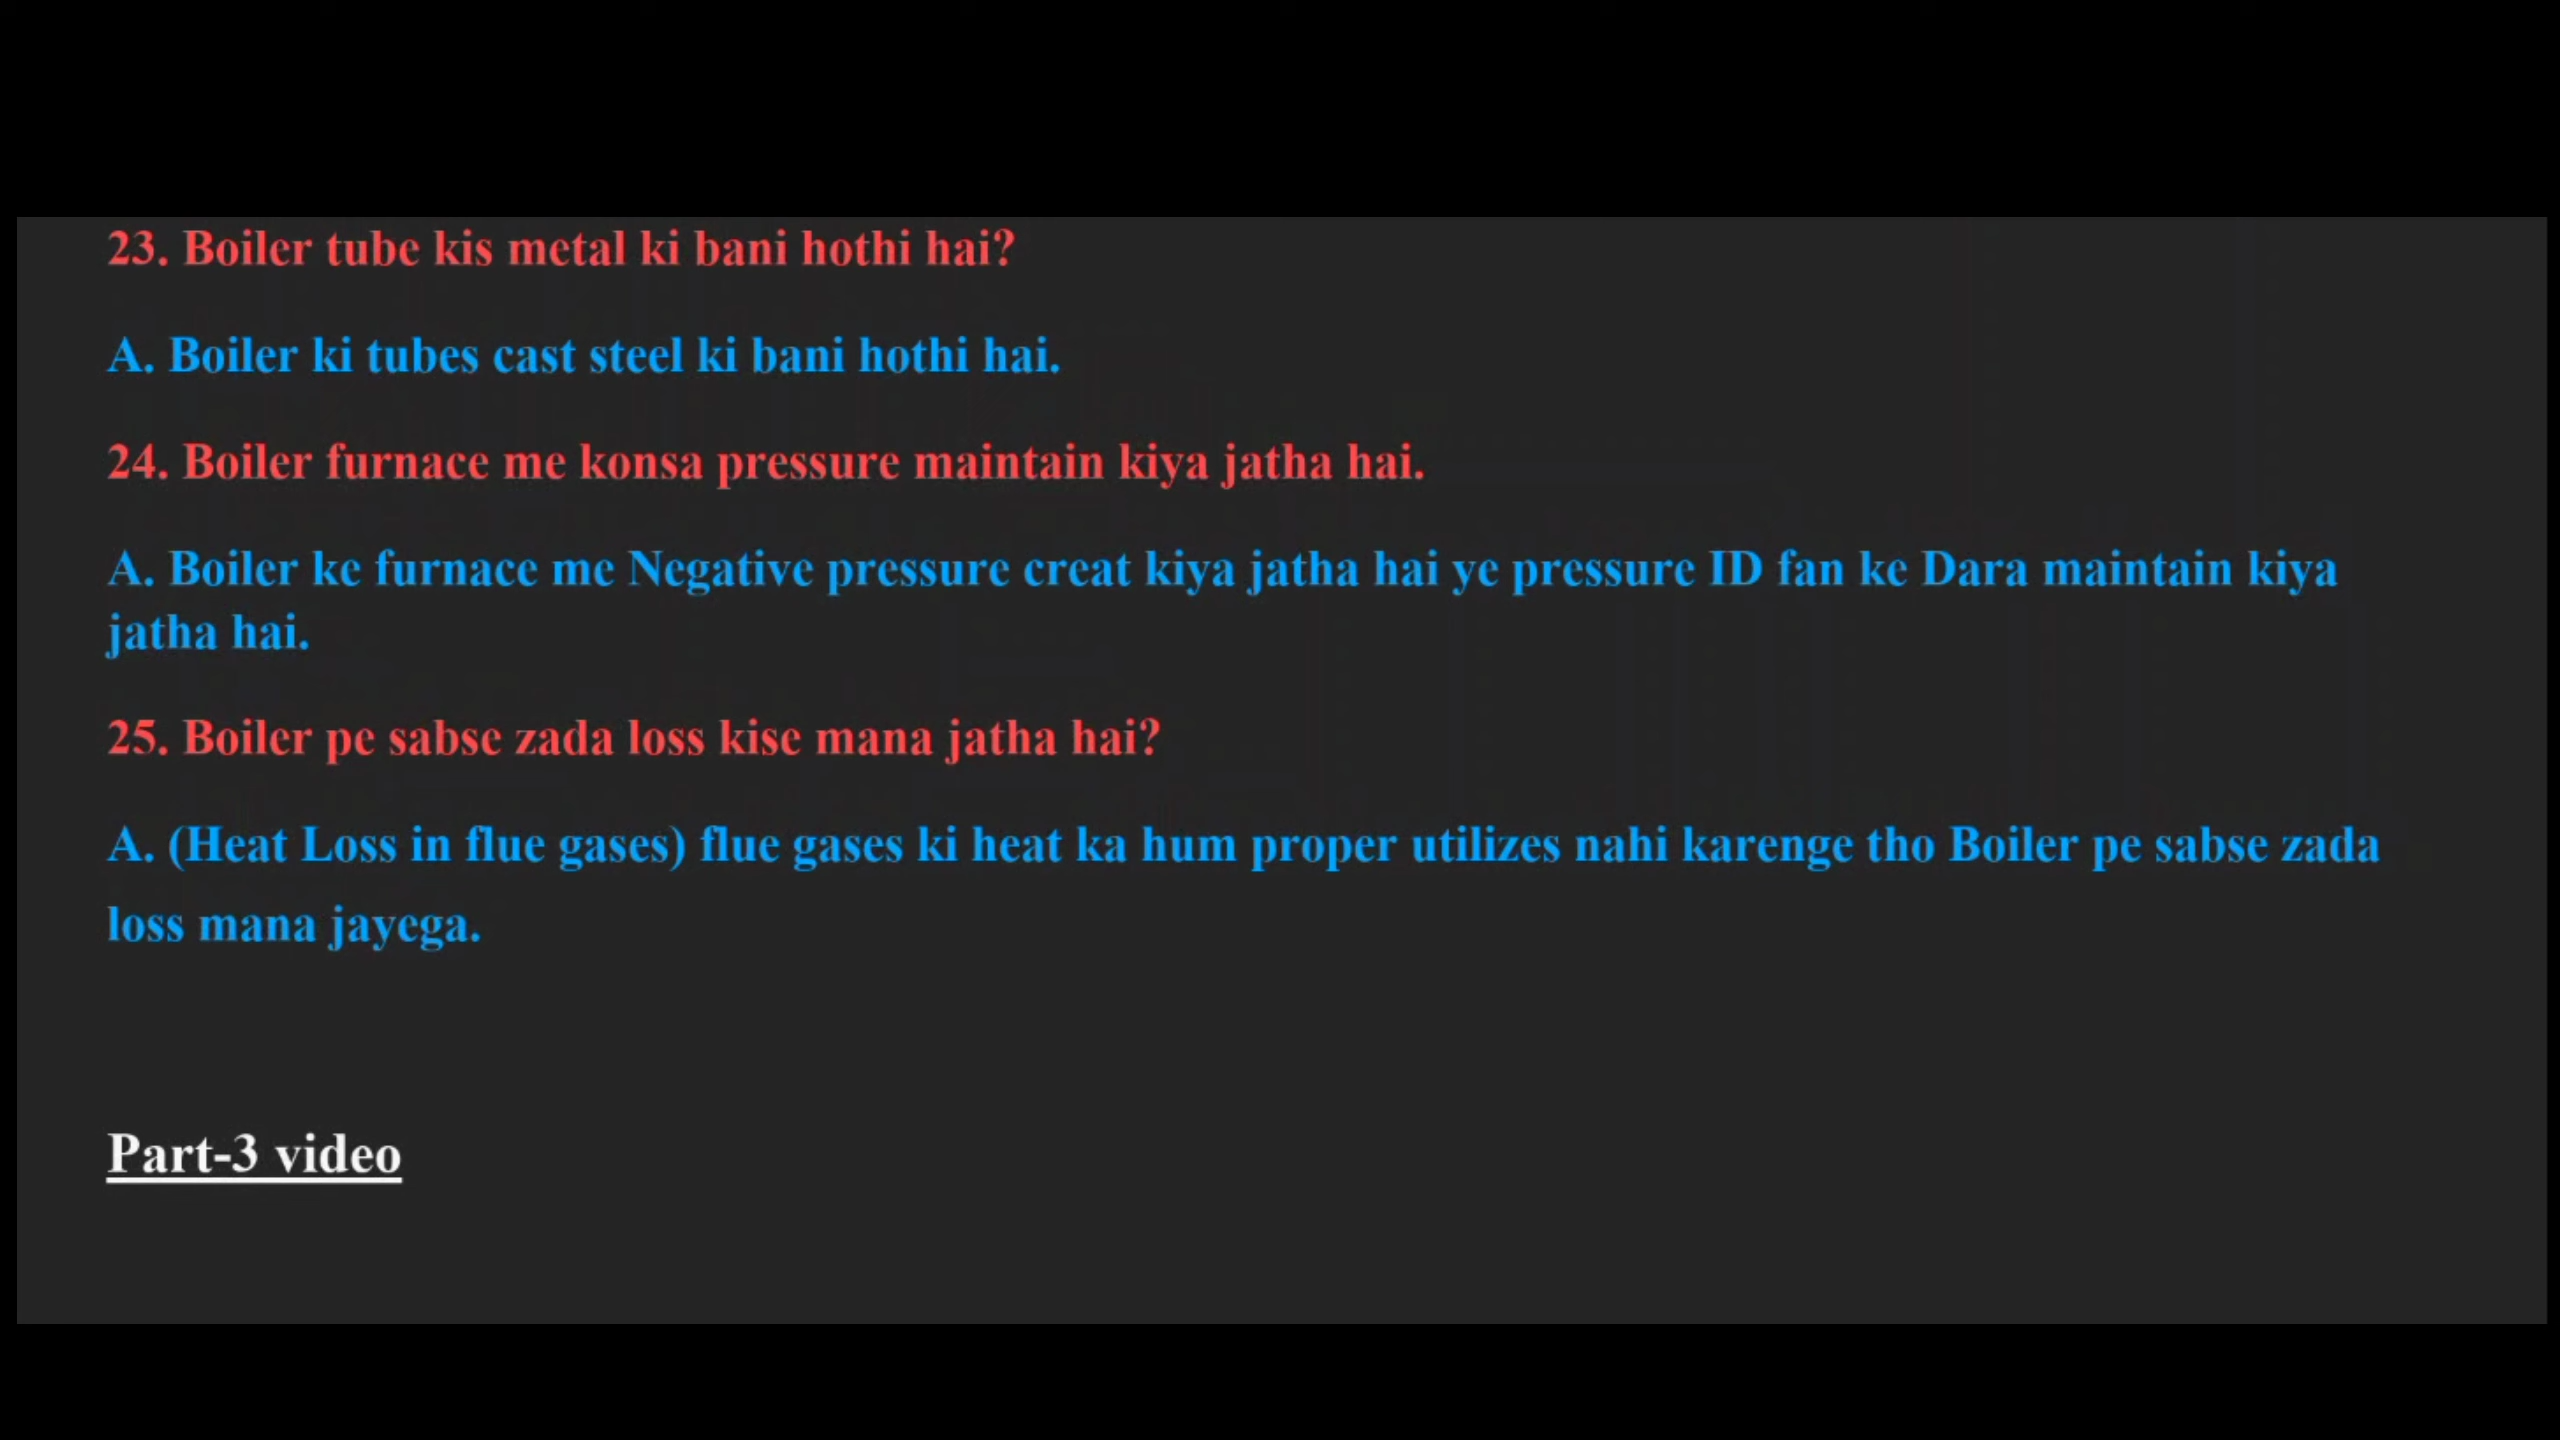 23. Boiler tube kis metal ki bani hothi hai?
A. Boiler ki tubes cast steel ki bani hothi hai.
24. Boiler furnace me konsa pressure maintain kiya jatha hai.
A. Boiler ke furnace me Negative pressure creat kiya jatha hai ye pressure ID fan ke Dara maintain kiya
jatha hai.
25. Boiler pe sabse zada loss kise mana jatha hai?
A. (Heat Loss in flue gases) flue gases ki heat ka hum proper utilizes nahi karenge tho Boiler pe sabse zada
loss mana jayega.
Part-3 video